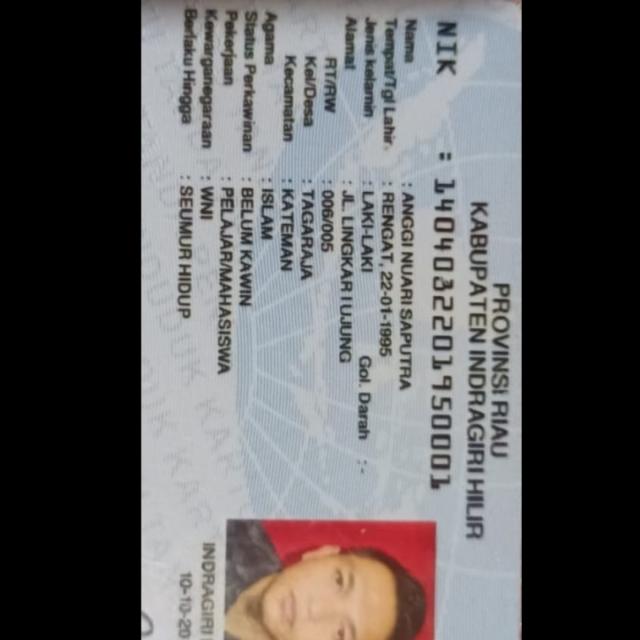 PROVINSI RIAU
KABUPATEN INDRAGIRI HILIR
NIK :
Nama : ANGGI NUARI SAPUTRA
Tempat/Tgl Lahir : RENGAT, 22-01-1995
Jenis kelamin : LAKI-LAKI Gol. Darah : -
Alamat : JL. LINGKAR UJUNG
RT/RW : 006/005
Kel/Desa : TAGARAJA
Kecamatan : KATEMAN
Agama : ISLAM
Status Perkawinan : BELUM KAWIN
Pekerjaan : PELAJAR/MAHASISWA
Kewarganegaraan : WNI
Berlaku Hingga : SEUMUR HIDUP
INDRAGIRI
10-10-20